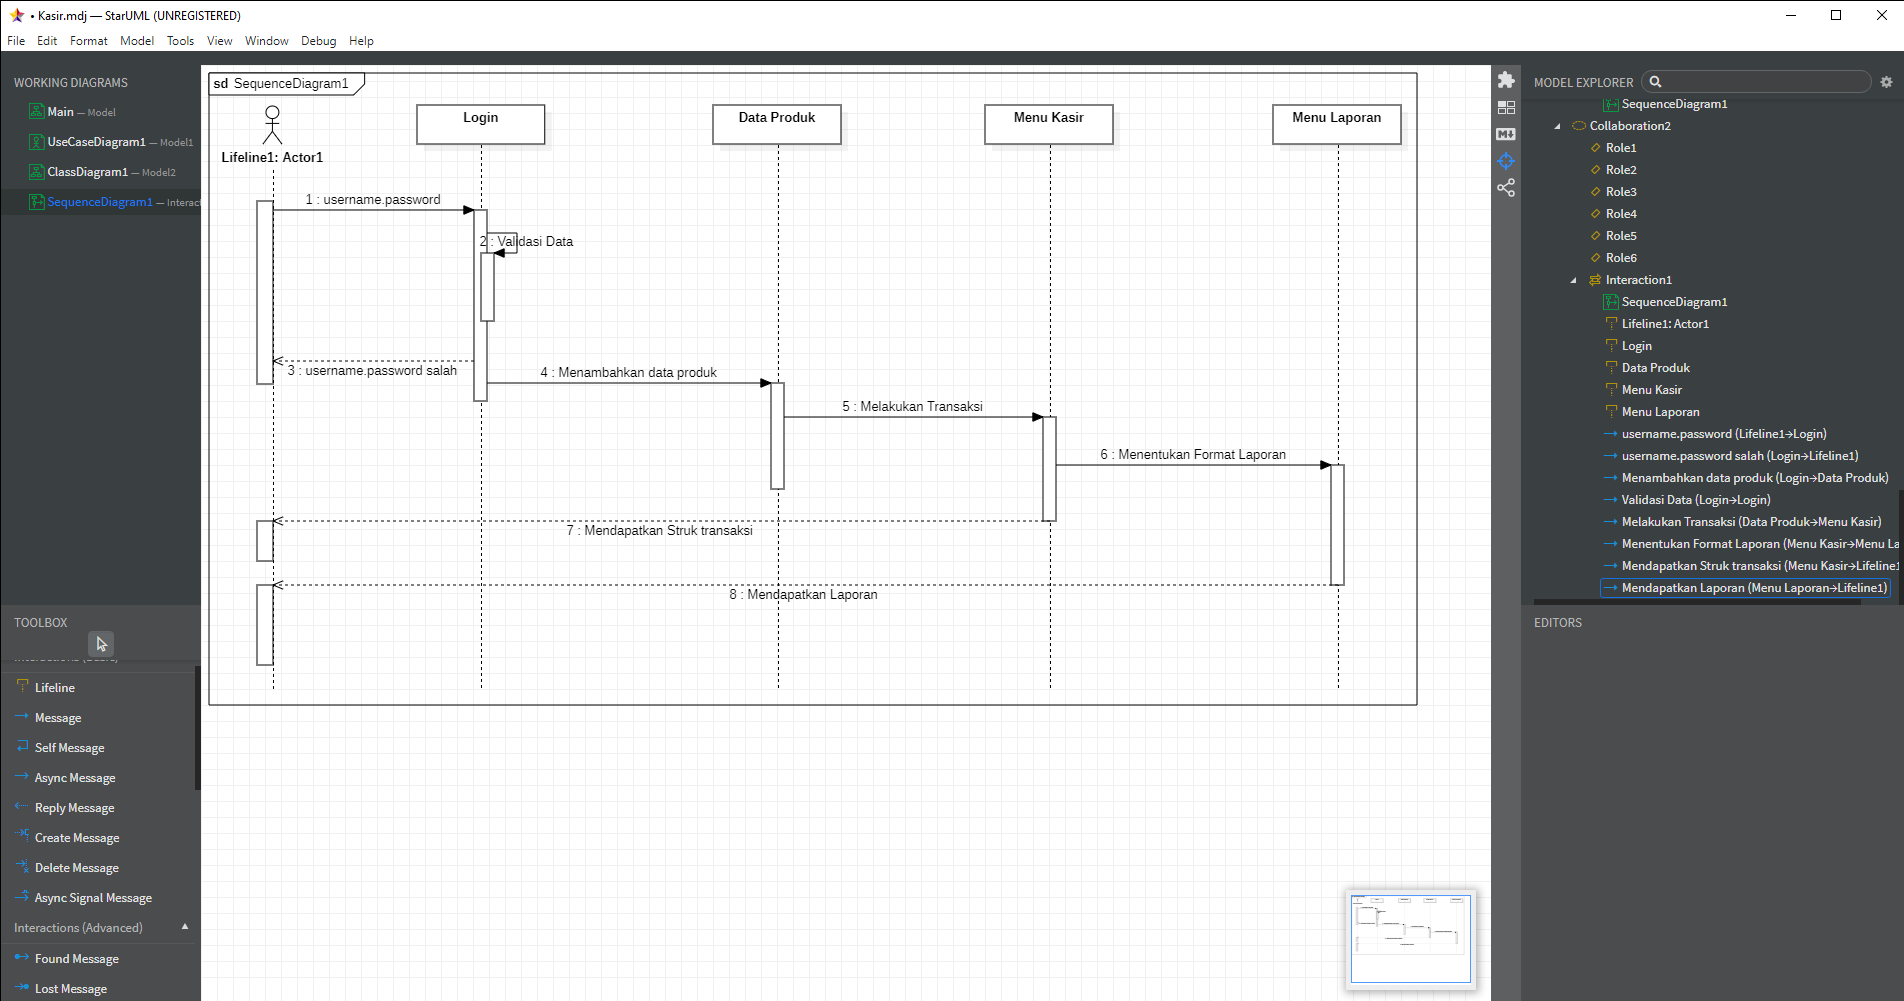 • Kasir.mdj — StarUML (UNREGISTERED)
File Edit Format Model Tools View Window Debug Help
WORKING DIAGRAMS
Main — Model
UseCaseDiagram1 — Model1
ClassDiagram1 — Model2
SequenceDiagram1 — Interac
TOOLBOX
Interactions (Basic)
Lifeline
Message
Self Message
Async Message
Reply Message
Create Message
Delete Message
Async Signal Message
Interactions (Advanced)
Found Message
Lost Message
sd SequenceDiagram1
Lifeline1: Actor1
Login
Data Produk
Menu Kasir
Menu Laporan
1 : username.password
2 : Validasi Data
3 : username.password salah
4 : Menambahkan data produk
5 : Melakukan Transaksi
6 : Menentukan Format Laporan
7 : Mendapatkan Struk transaksi
8 : Mendapatkan Laporan
M
MODEL EXPLORER
SequenceDiagram1
Collaboration2
Role1
Role2
Role3
Role4
Role5
Role6
Interaction1
SequenceDiagram1
Lifeline1: Actor1
Login
Data Produk
Menu Kasir
Menu Laporan
username.password (Lifeline1→Login)
username.password salah (Login→Lifeline1)
Menambahkan data produk (Login→Data Produk)
Validasi Data (Login→Login)
Melakukan Transaksi (Data Produk→Menu Kasir)
Menentukan Format Laporan (Menu Kasir→Menu La
Mendapatkan Struk transaksi (Menu Kasir→Lifeline1
Mendapatkan Laporan (Menu Laporan→Lifeline1)
EDITORS